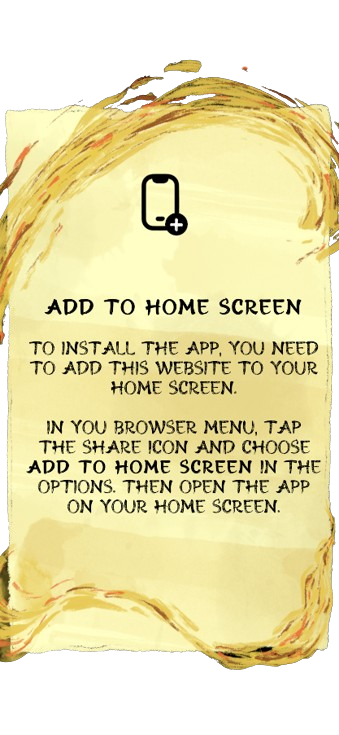 ADD TO HOME SCREEN
TO INSTALL THE APP, YOU NEED
TO ADD THIS WEBSITE TO YOUR
HOME SCREEN.
IN YOU BROWSER MENU, TAP
THE SHARE ICON AND CHOOSE
ADD TO HOME SCREEN IN THE
OPTIONS. THEN OPEN THE APP
ON YOUR HOME SCREEN.